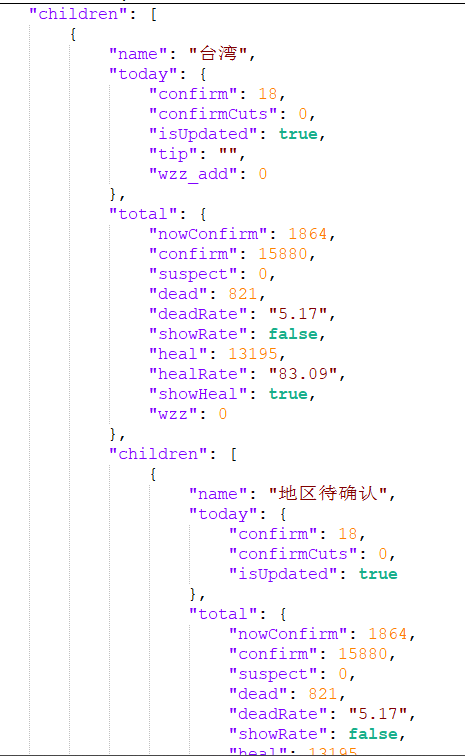 "children": [
{
"name": "台湾",
"today": {
"confirm": 18,
"confirmCuts": 0,
"isUpdated": true,
"tip": "",
"wzz_add": 0
},
"total": {
"nowConfirm": 1864,
"confirm": 15880,
"suspect": 0,
"dead": 821,
"deadRate": "5.17",
"showRate": false,
"heal": 13195,
"healRate": "83.09",
"showHeal": true,
"wzz": 0
},
"children": [
{
"name": "地区待确认",
"today": {
"confirm": 18,
"confirmCuts": 0,
"isUpdated": true
},
"total": {
"nowConfirm": 1864,
"confirm": 15880,
"suspect": 0,
"dead": 821,
"deadRate": "5.17",
"showRate": false,
"heal": 13195